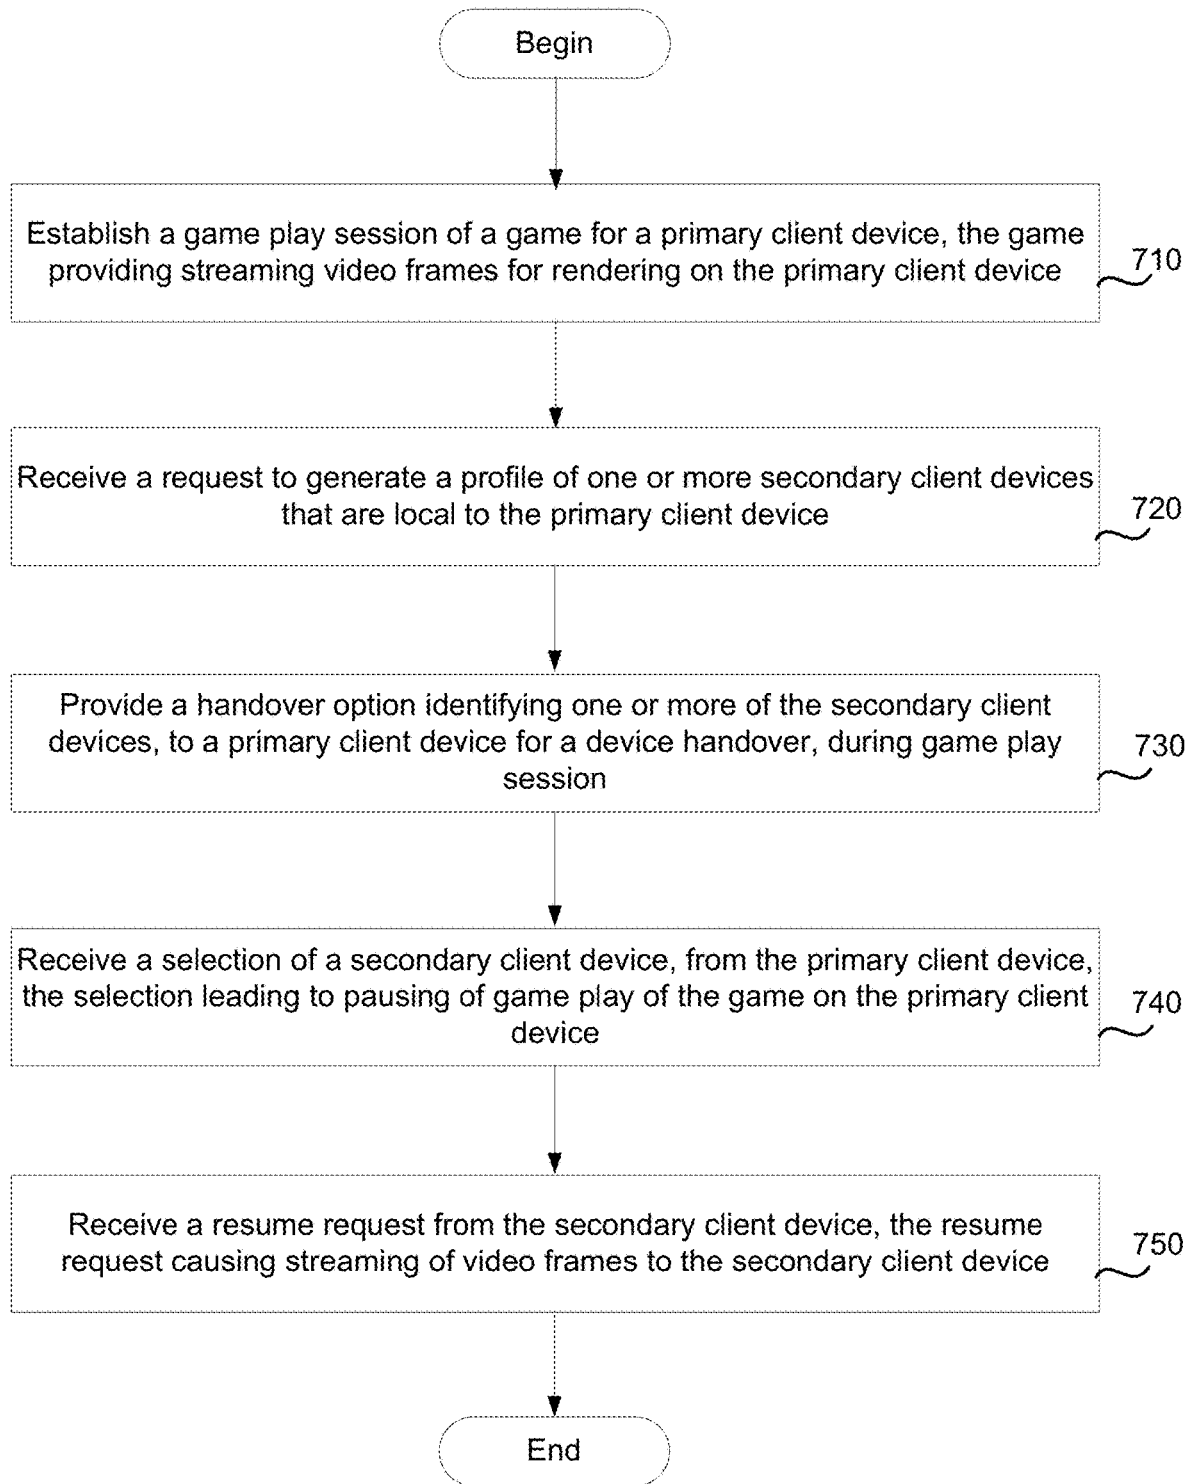 Begin
Establish a game play session of a game for a primary client device, the game
providing streaming video frames for rendering on the primary client device
710
Receive a request to generate a profile of one or more secondary client devices
that are local to the primary client device
720
Provide a handover option identifying one or more of the secondary client
devices, to a primary client device for a device handover, during game play
session
730
Receive a selection of a secondary client device, from the primary client device,
the selection leading to pausing of game play of the game on the primary client
device
740
Receive a resume request from the secondary client device, the resume
request causing streaming of video frames to the secondary client device
750
End